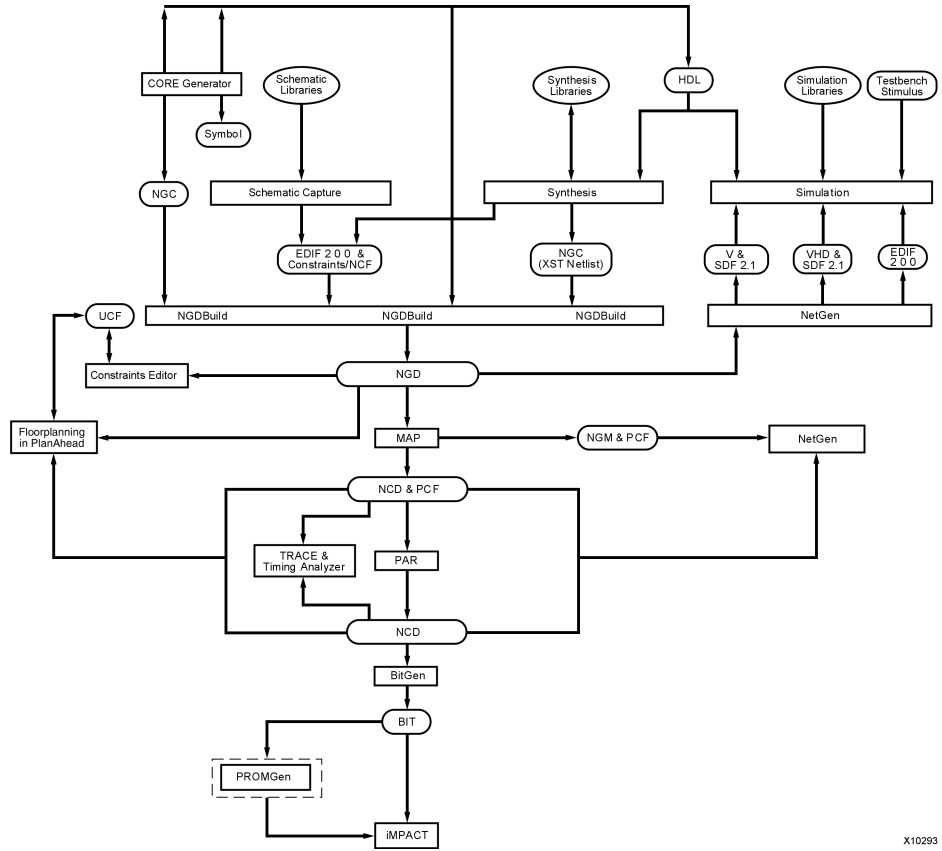 CORE Generator
Schematic
Libraries
Synthesis
Libraries
HDL
Simulation
Libraries
Testbench
Stimulus
Symbol
NGC
Schematic Capture
Synthesis
Simulation
EDIF 2 0 0 &
Constraints/NCF
NGC
(XST Netlist)
V &
SDF 2.1
VHD &
SDF 2.1
EDIF
2 0 0
UCF
NGDBuild
NGDBuild
NGDBuild
NetGen
Constraints Editor
NGD
Floorplanning
in PlanAhead
MAP
NGM & PCF
NetGen
NCD & PCF
TRACE &
Timing Analyzer
PAR
NCD
BitGen
BIT
PROMGen
iMPACT
X10293